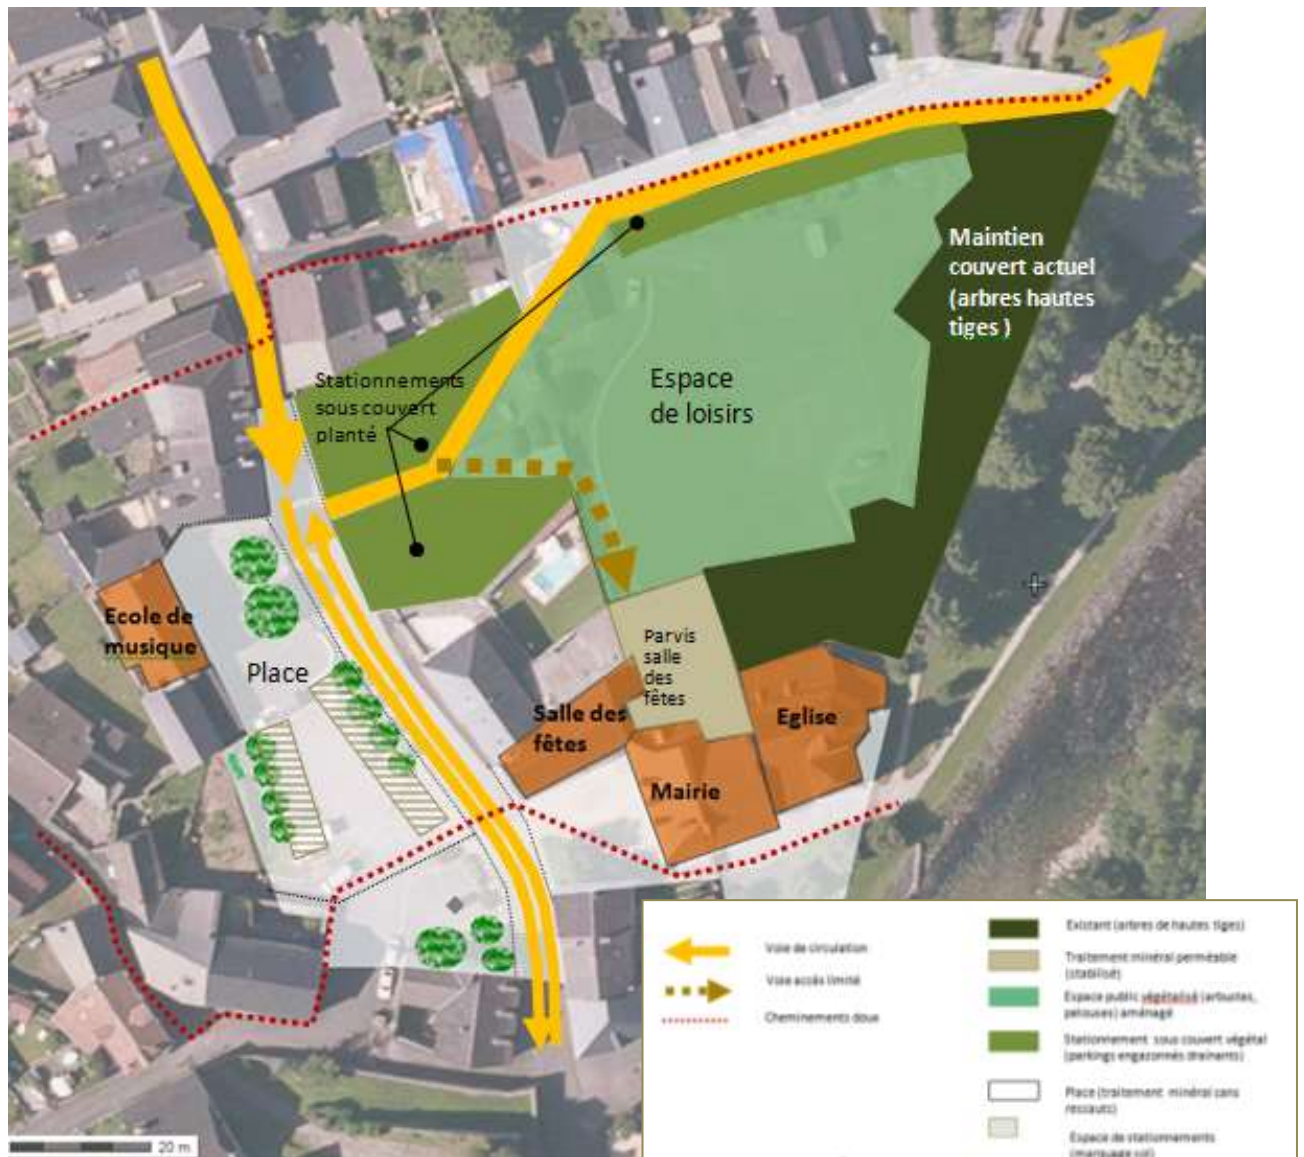 Maintien
couvert actuel
(arbres hautes
tiges )
Stationnements
sous couvert
planté
Espace
de loisirs
Ecole de
musique
Place
Parvis
salle
des
fêtes
Salle des
fêtes
Eglise
Mairie
Voie de circulation
Voie accès limité
Cheminements doux
Existant (arbres de hautes tiges)
Traitement minéral perméable
(stabilisé)
Espace public végétalisé (arbustes,
pelouses) aménagé
Stationnement sous couvert végétal
(parkings engazonnés drainants)
Place (traitement minéral sans
ressauts)
Espace de stationnements
(marquage sol)
20 m